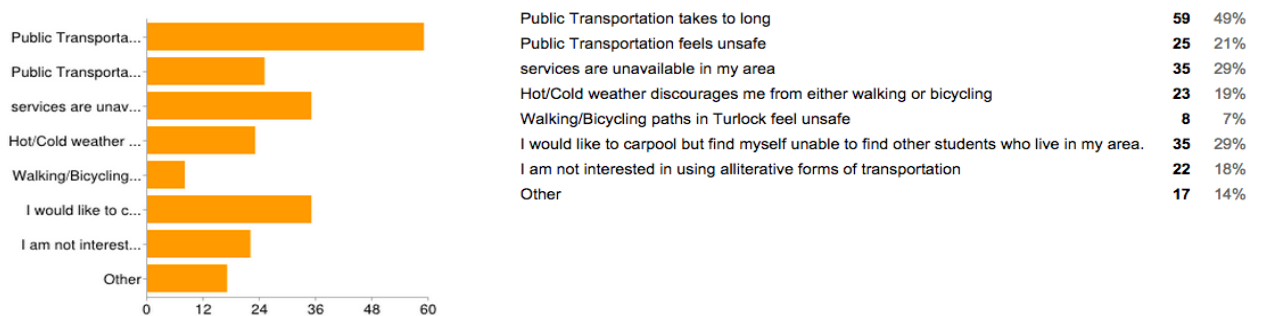 Public Transporta...
Public Transporta...
services are unav...
Hot/Cold weather ...
Walking/Bicycling...
I would like to c...
I am not interest...
Other
0 12 24 36 48 60
Public Transportation takes to long 59 49%
Public Transportation feels unsafe 25 21%
services are unavailable in my area 35 29%
Hot/Cold weather discourages me from either walking or bicycling 23 19%
Walking/Bicycling paths in Turlock feel unsafe 8 7%
I would like to carpool but find myself unable to find other students who live in my area. 35 29%
I am not interested in using alliterative forms of transportation 22 18%
Other 17 14%